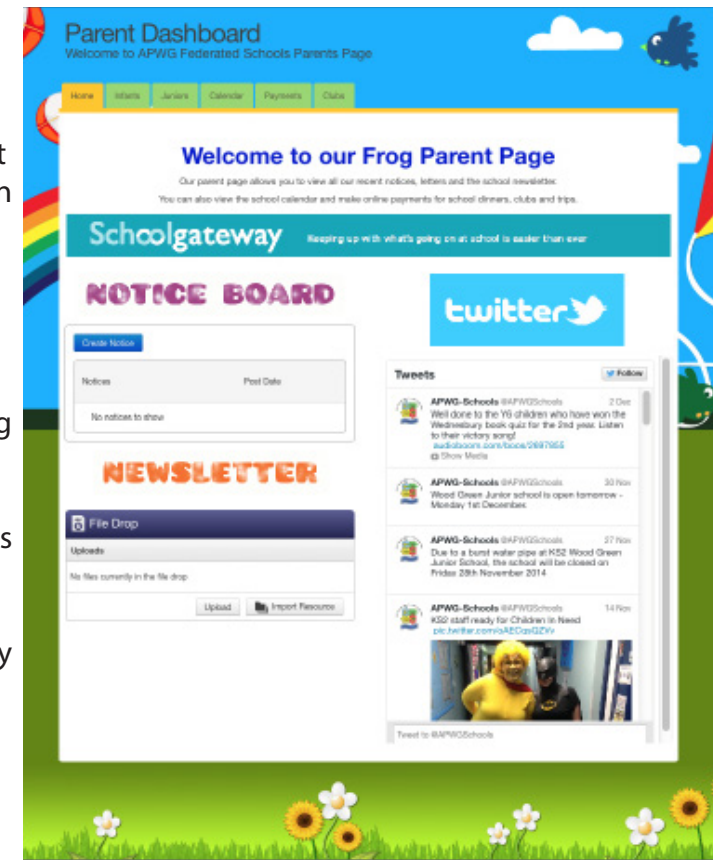 Parent Dashboard
Welcome to APWG Federated Schools Parents Page
Home Infants Juniors Calendar Payments Clubs
t
n
g
s
y
Welcome to our Frog Parent Page
Our parent page allows you to view all our recent notices, letters and the school newsletter.
You can also view the school calendar and make online payments for school dinners, clubs and trips.
Schoolgateway Keeping up with what's going on at school is easier than ever
NOTICE BOARD
Create Notice
Notices Post Date
No notices to show
NEWSLETTER
File Drop
Uploads
No files currently in the file drop
Upload Import Resource
twitter
Tweets Follow
APWG-Schools @APWGSchools 2 Dec
Well done to the Y6 children who have won the
Wednesbury book quiz for the 2nd year. Listen
to their victory song!
audioboom.com/boos/2697855
Show Media
APWG-Schools @APWGSchools 30 Nov
Wood Green Junior school is open tomorrow -
Monday 1st December.
APWG-Schools @APWGSchools 27 Nov
Due to a burst water pipe at KS2 Wood Green
Junior School, the school will be closed on
Friday 28th November 2014
APWG-Schools @APWGSchools 14 Nov
KS2 staff ready for Children In Need
Tweet to @APWGSchools